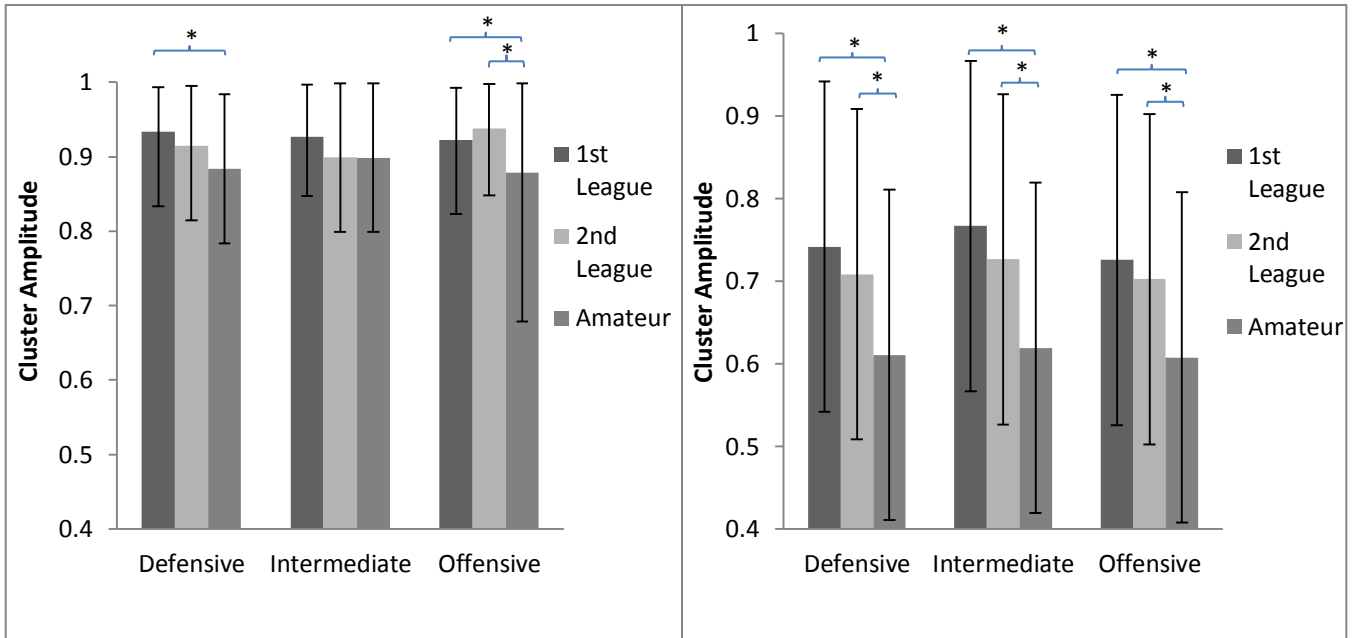 *
*
*
1
0.9
0.8
0.7
0.6
0.5
0.4
Cluster Amplitude
Defensive
Intermediate
Offensive
1st
League
2nd
League
Amateur
*
*
*
*
*
*
1
0.9
0.8
0.7
0.6
0.5
0.4
Cluster Amplitude
Defensive
Intermediate
Offensive
1st
League
2nd
League
Amateur